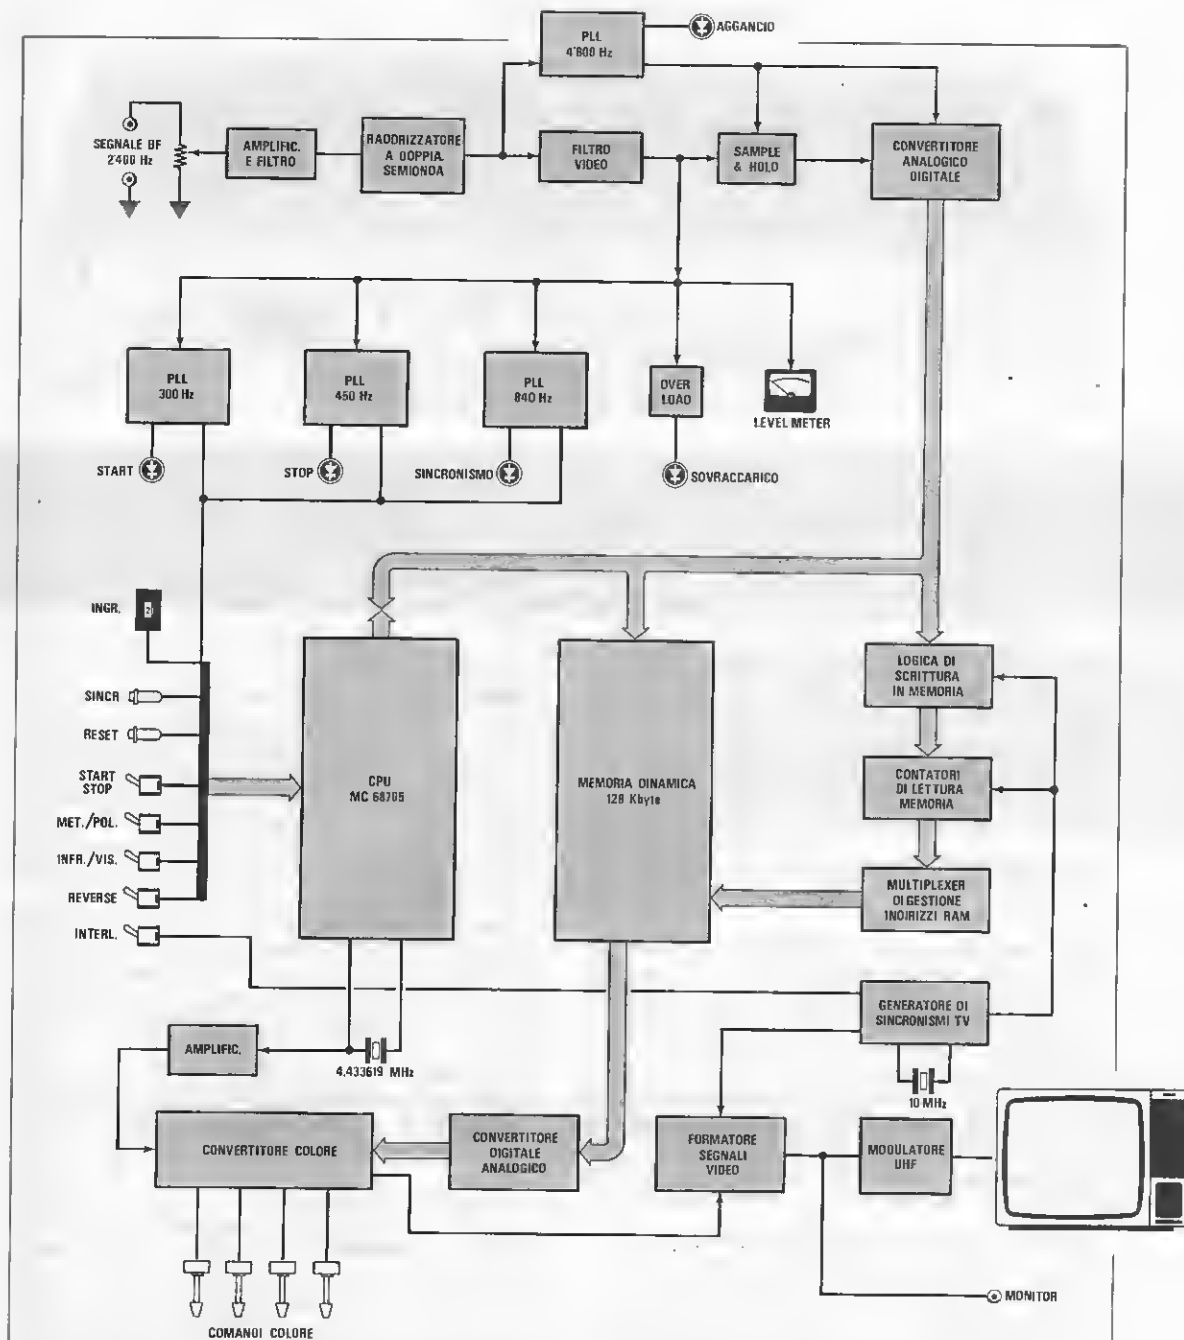 PLL
4'800 Hz
AGGANCIO
SEGNALE BF
2'400 Hz
AMPLIFIC.
E FILTRO
RADDRIZZATORE
A DOPPIA
SEMIONDA
FILTRO
VIDEO
SAMPLE
& HOLD
CONVERTITORE
ANALOGICO
DIGITALE
PLL
300 Hz
PLL
450 Hz
PLL
840 Hz
OVER
LOAD
LEVEL METER
START
STOP
SINCRONISMO
SOVRACCARICO
INGR.
SINCR
RESET
START
STOP
MET./POL.
INFR./VIS.
REVERSE
INTERL.
CPU
MC 68705
MEMORIA DINAMICA
128 Kbyte
LOGICA DI
SCRITTURA
IN MEMORIA
CONTATORI
DI LETTURA
MEMORIA
MULTIPLEXER
DI GESTIONE
INDIRIZZI RAM
GENERATORE DI
SINCRONISMI TV
10 MHz
AMPLIFIC.
4,433619 MHz
CONVERTITORE COLORE
CONVERTITORE
DIGITALE
ANALOGICO
FORMATORE
SEGNALI
VIDEO
MODULATORE
UHF
MONITOR
COMANDI COLORE